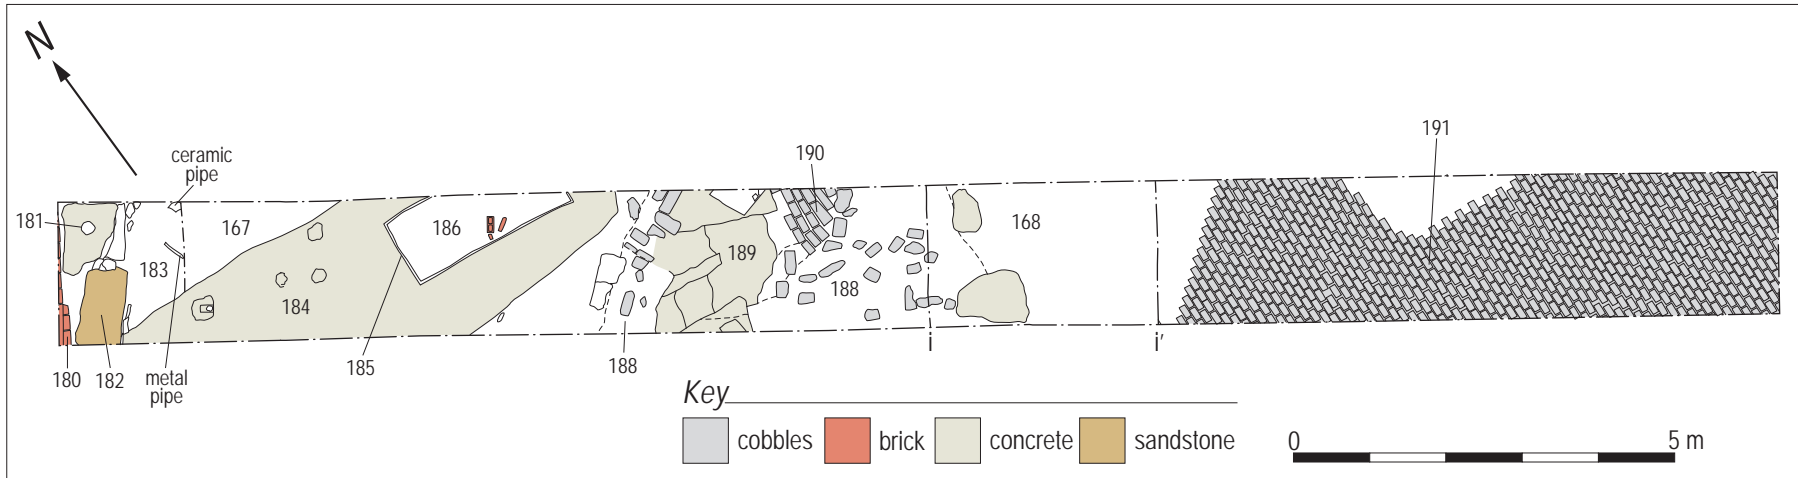 N
191
190
ceramic
pipe
181
167
186
168
189
183
188
184
i
i'
185
188
180
182
metal
pipe
Key
cobbles
brick
concrete
sandstone
0
5 m